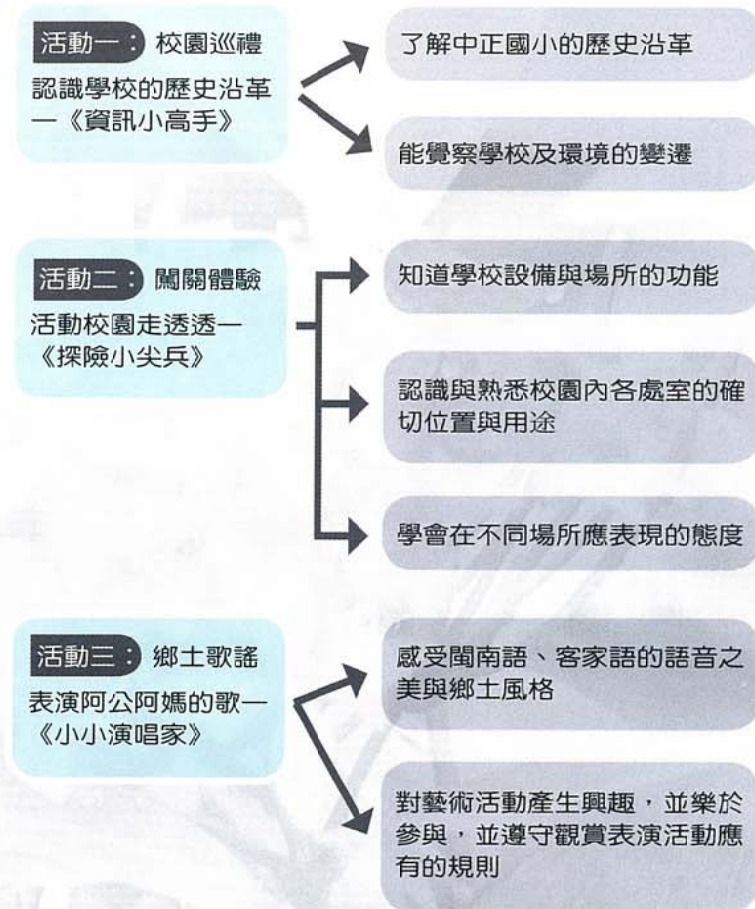 活動一：校園巡禮
認識學校的歷史沿革
—《資訊小高手》
了解中正國小的歷史沿革
能覺察學校及環境的變遷
活動二：闖關體驗
活動校園走透透—
《探險小尖兵》
知道學校設備與場所的功能
認識與熟悉校園內各處室的確
切位置與用途
學會在不同場所應表現的態度
活動三：鄉土歌謠
表演阿公阿媽的歌—
《小小演唱家》
感受閩南語、客家語的語音之
美與鄉土風格
對藝術活動產生興趣，並樂於
參與，並遵守觀賞表演活動應
有的規則